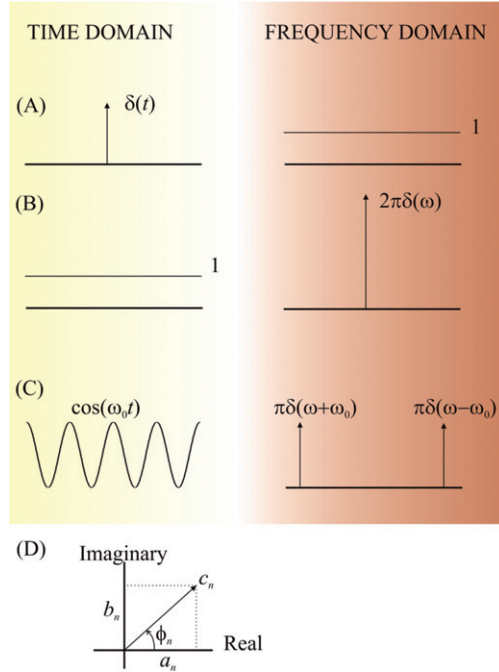 TIME DOMAIN
FREQUENCY DOMAIN
(A)
δ(t)
1
(B)
1
2πδ(ω)
(C)
cos(ω₀t)
πδ(ω+ω₀)
πδ(ω−ω₀)
(D)
Imaginary
cₙ
bₙ
ϕₙ
aₙ
Real